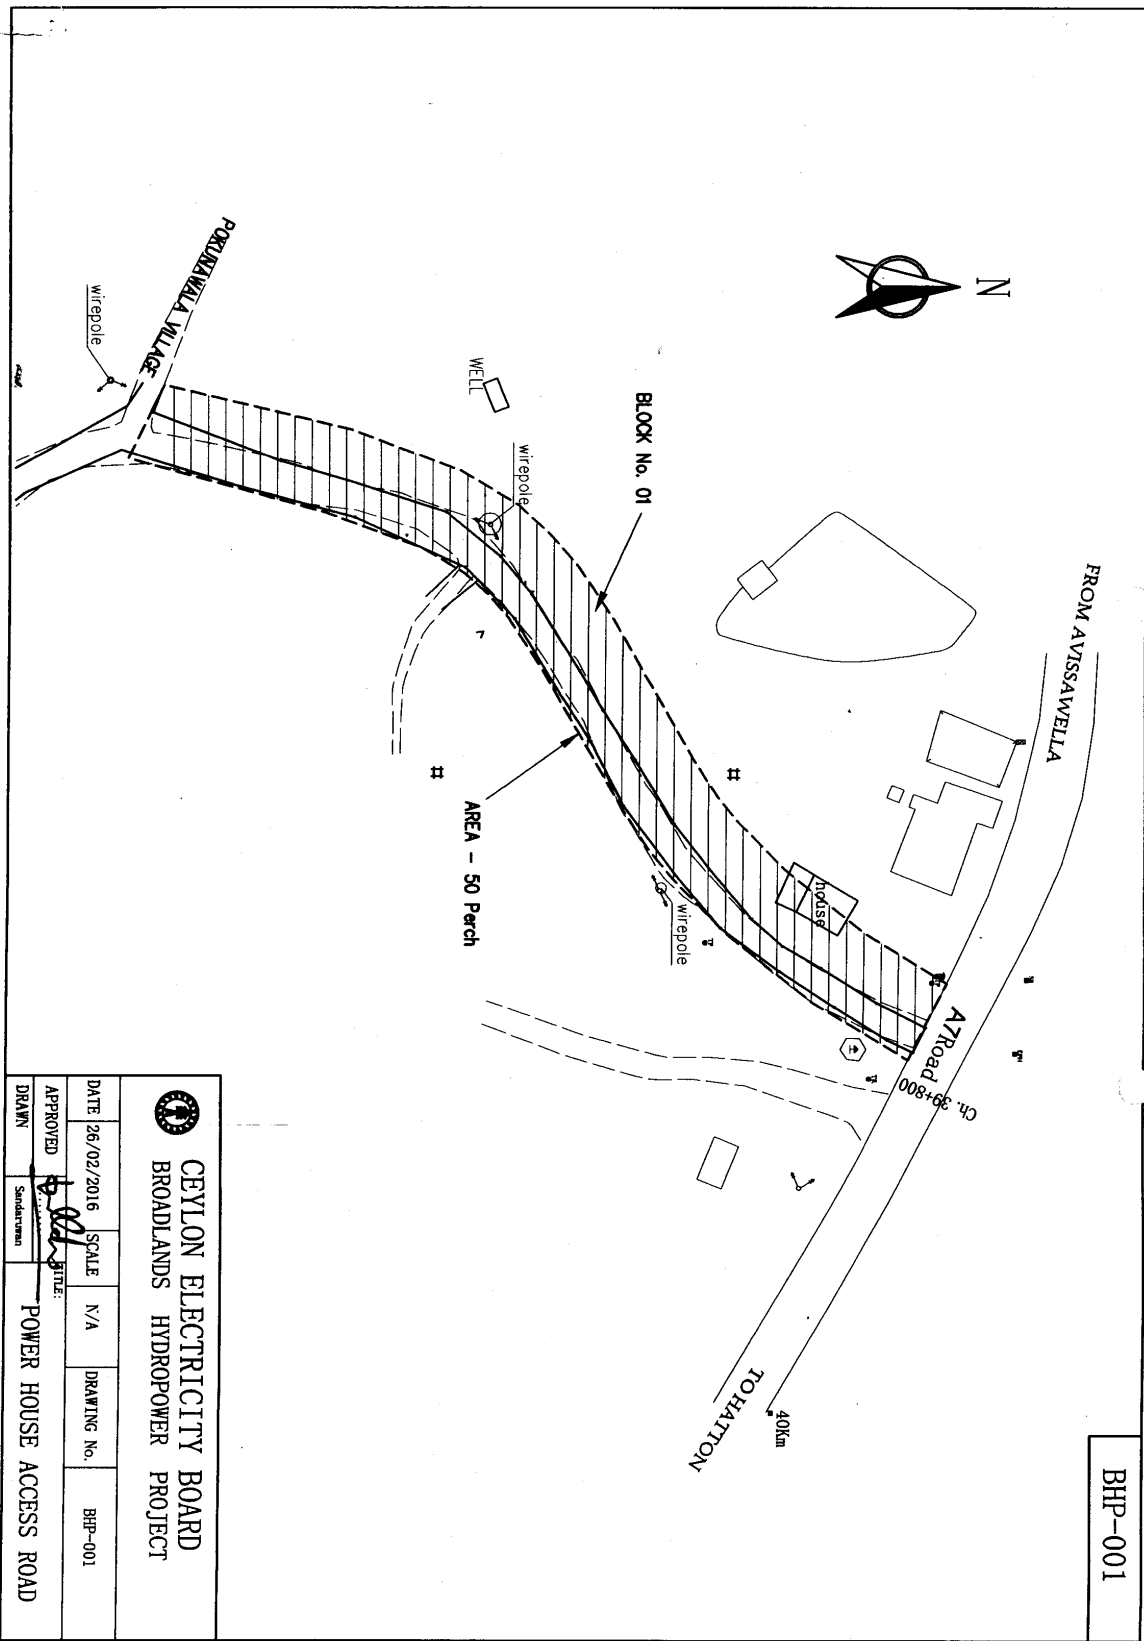 BHP-001
N
FROM AVISSAWELLA
A7Road
Ch. 39+800
TO HATTON
40Km
BLOCK No. 01
house
WELL
wirepole
wirepole
wirepole
AREA - 50 Perch
POKUNAWALA VILLAGE
CEYLON ELECTRICITY BOARD
BROADLANDS HYDROPOWER PROJECT
DATE 26/02/2016 SCALE N/A DRAWING No. BHP-001
APPROVED
TITLE:
POWER HOUSE ACCESS ROAD
DRAWN Sandaruwan